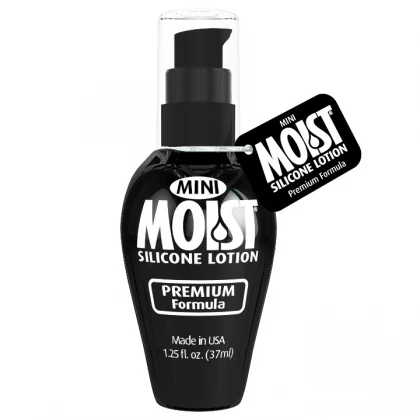 MINI
MOIST®
SILICONE LOTION
PREMIUM
Formula
Made in USA
1.25 fl. oz. (37ml)
MINI
MOIST®
SILICONE LOTION
Premium Formula